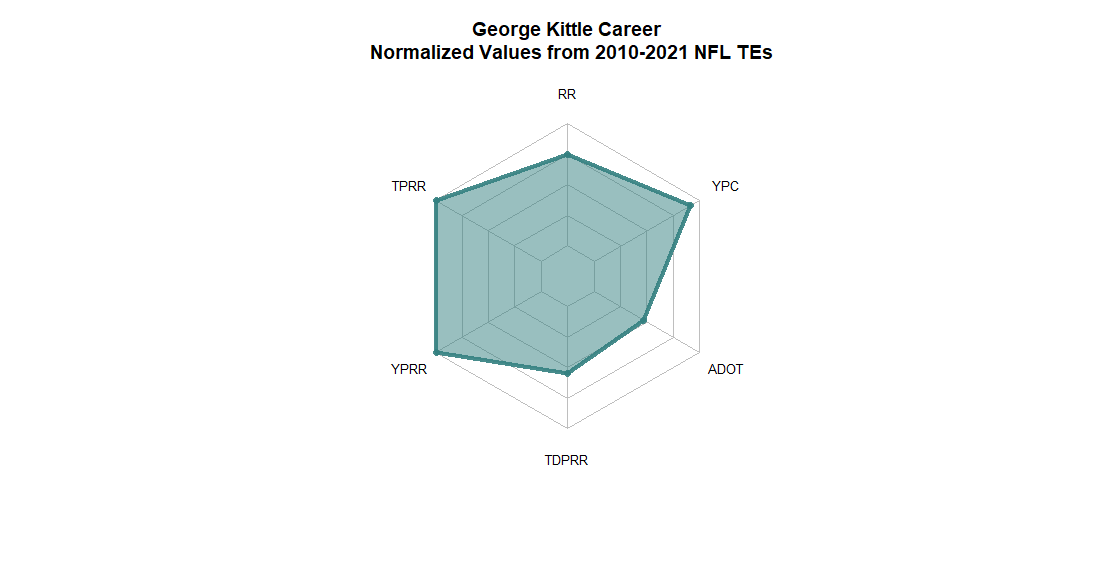 George Kittle Career
Normalized Values from 2010-2021 NFL TEs
RR
TPRR
YPC
YPRR
ADOT
TDPRR